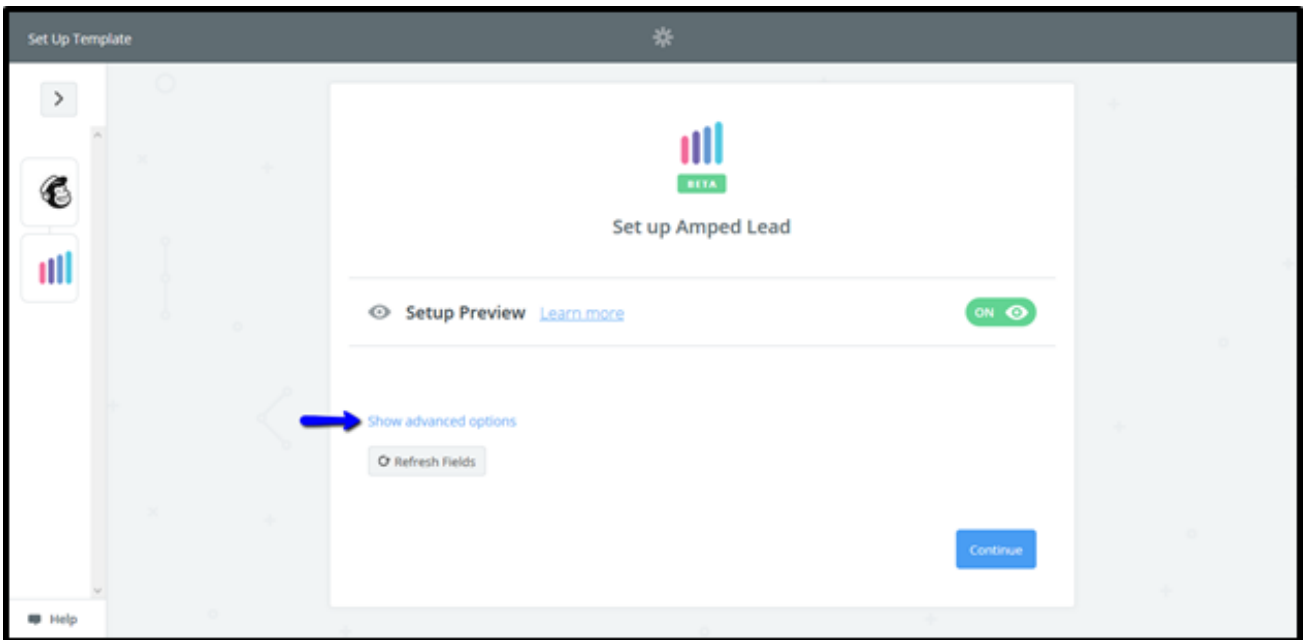 Set Up Template
BETA
Set up Amped Lead
Setup Preview Learn more
ON
Show advanced options
Refresh Fields
Continue
Help